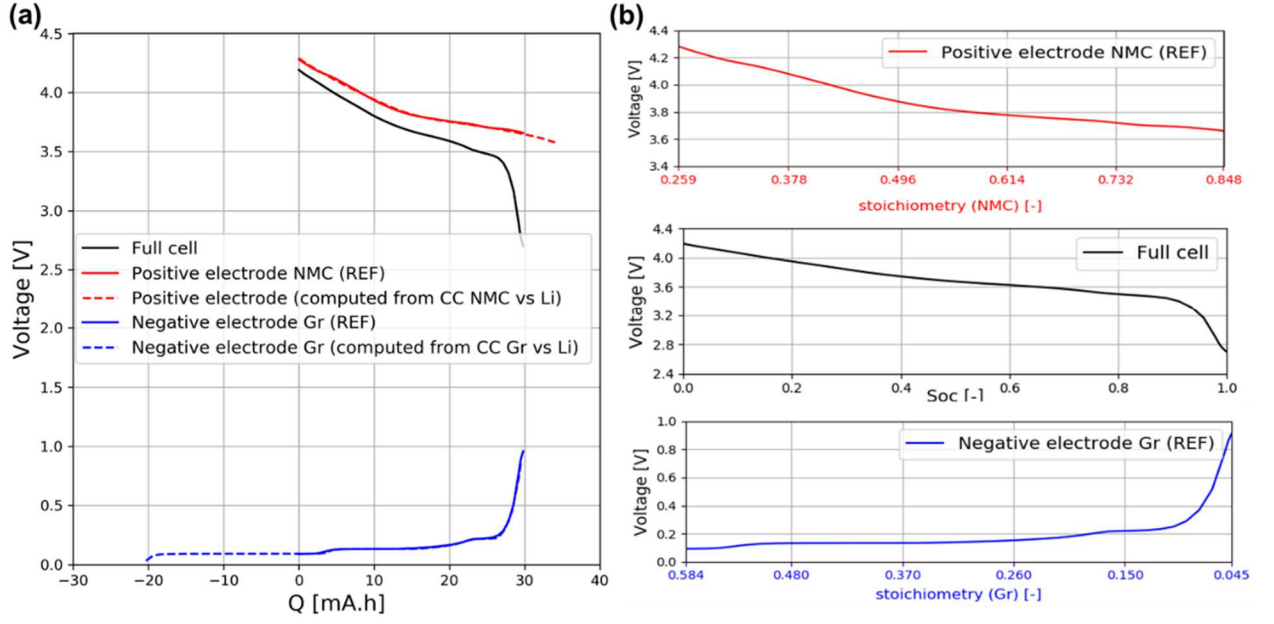 (a)
4.5
4.0
3.5
3.0
2.5
2.0
1.5
1.0
0.5
0.0
Voltage [V]
Full cell
Positive electrode NMC (REF)
Positive electrode (computed from CC NMC vs Li)
Negative electrode Gr (REF)
Negative electrode Gr (computed from CC Gr vs Li)
−30 −20 −10 0 10 20 30 40
Q [mA.h]
(b)
4.4
4.2
4.0
3.8
3.6
3.4
Voltage [V]
Positive electrode NMC (REF)
0.259 0.378 0.496 0.614 0.732 0.848
stoichiometry (NMC) [-]
4.4
4.0
3.6
3.2
2.8
2.4
Voltage [V]
Full cell
0.0 0.2 0.4 0.6 0.8 1.0
Soc [-]
1.0
0.8
0.6
0.4
0.2
0.0
Voltage [V]
Negative electrode Gr (REF)
0.584 0.480 0.370 0.260 0.150 0.045
stoichiometry (Gr) [-]